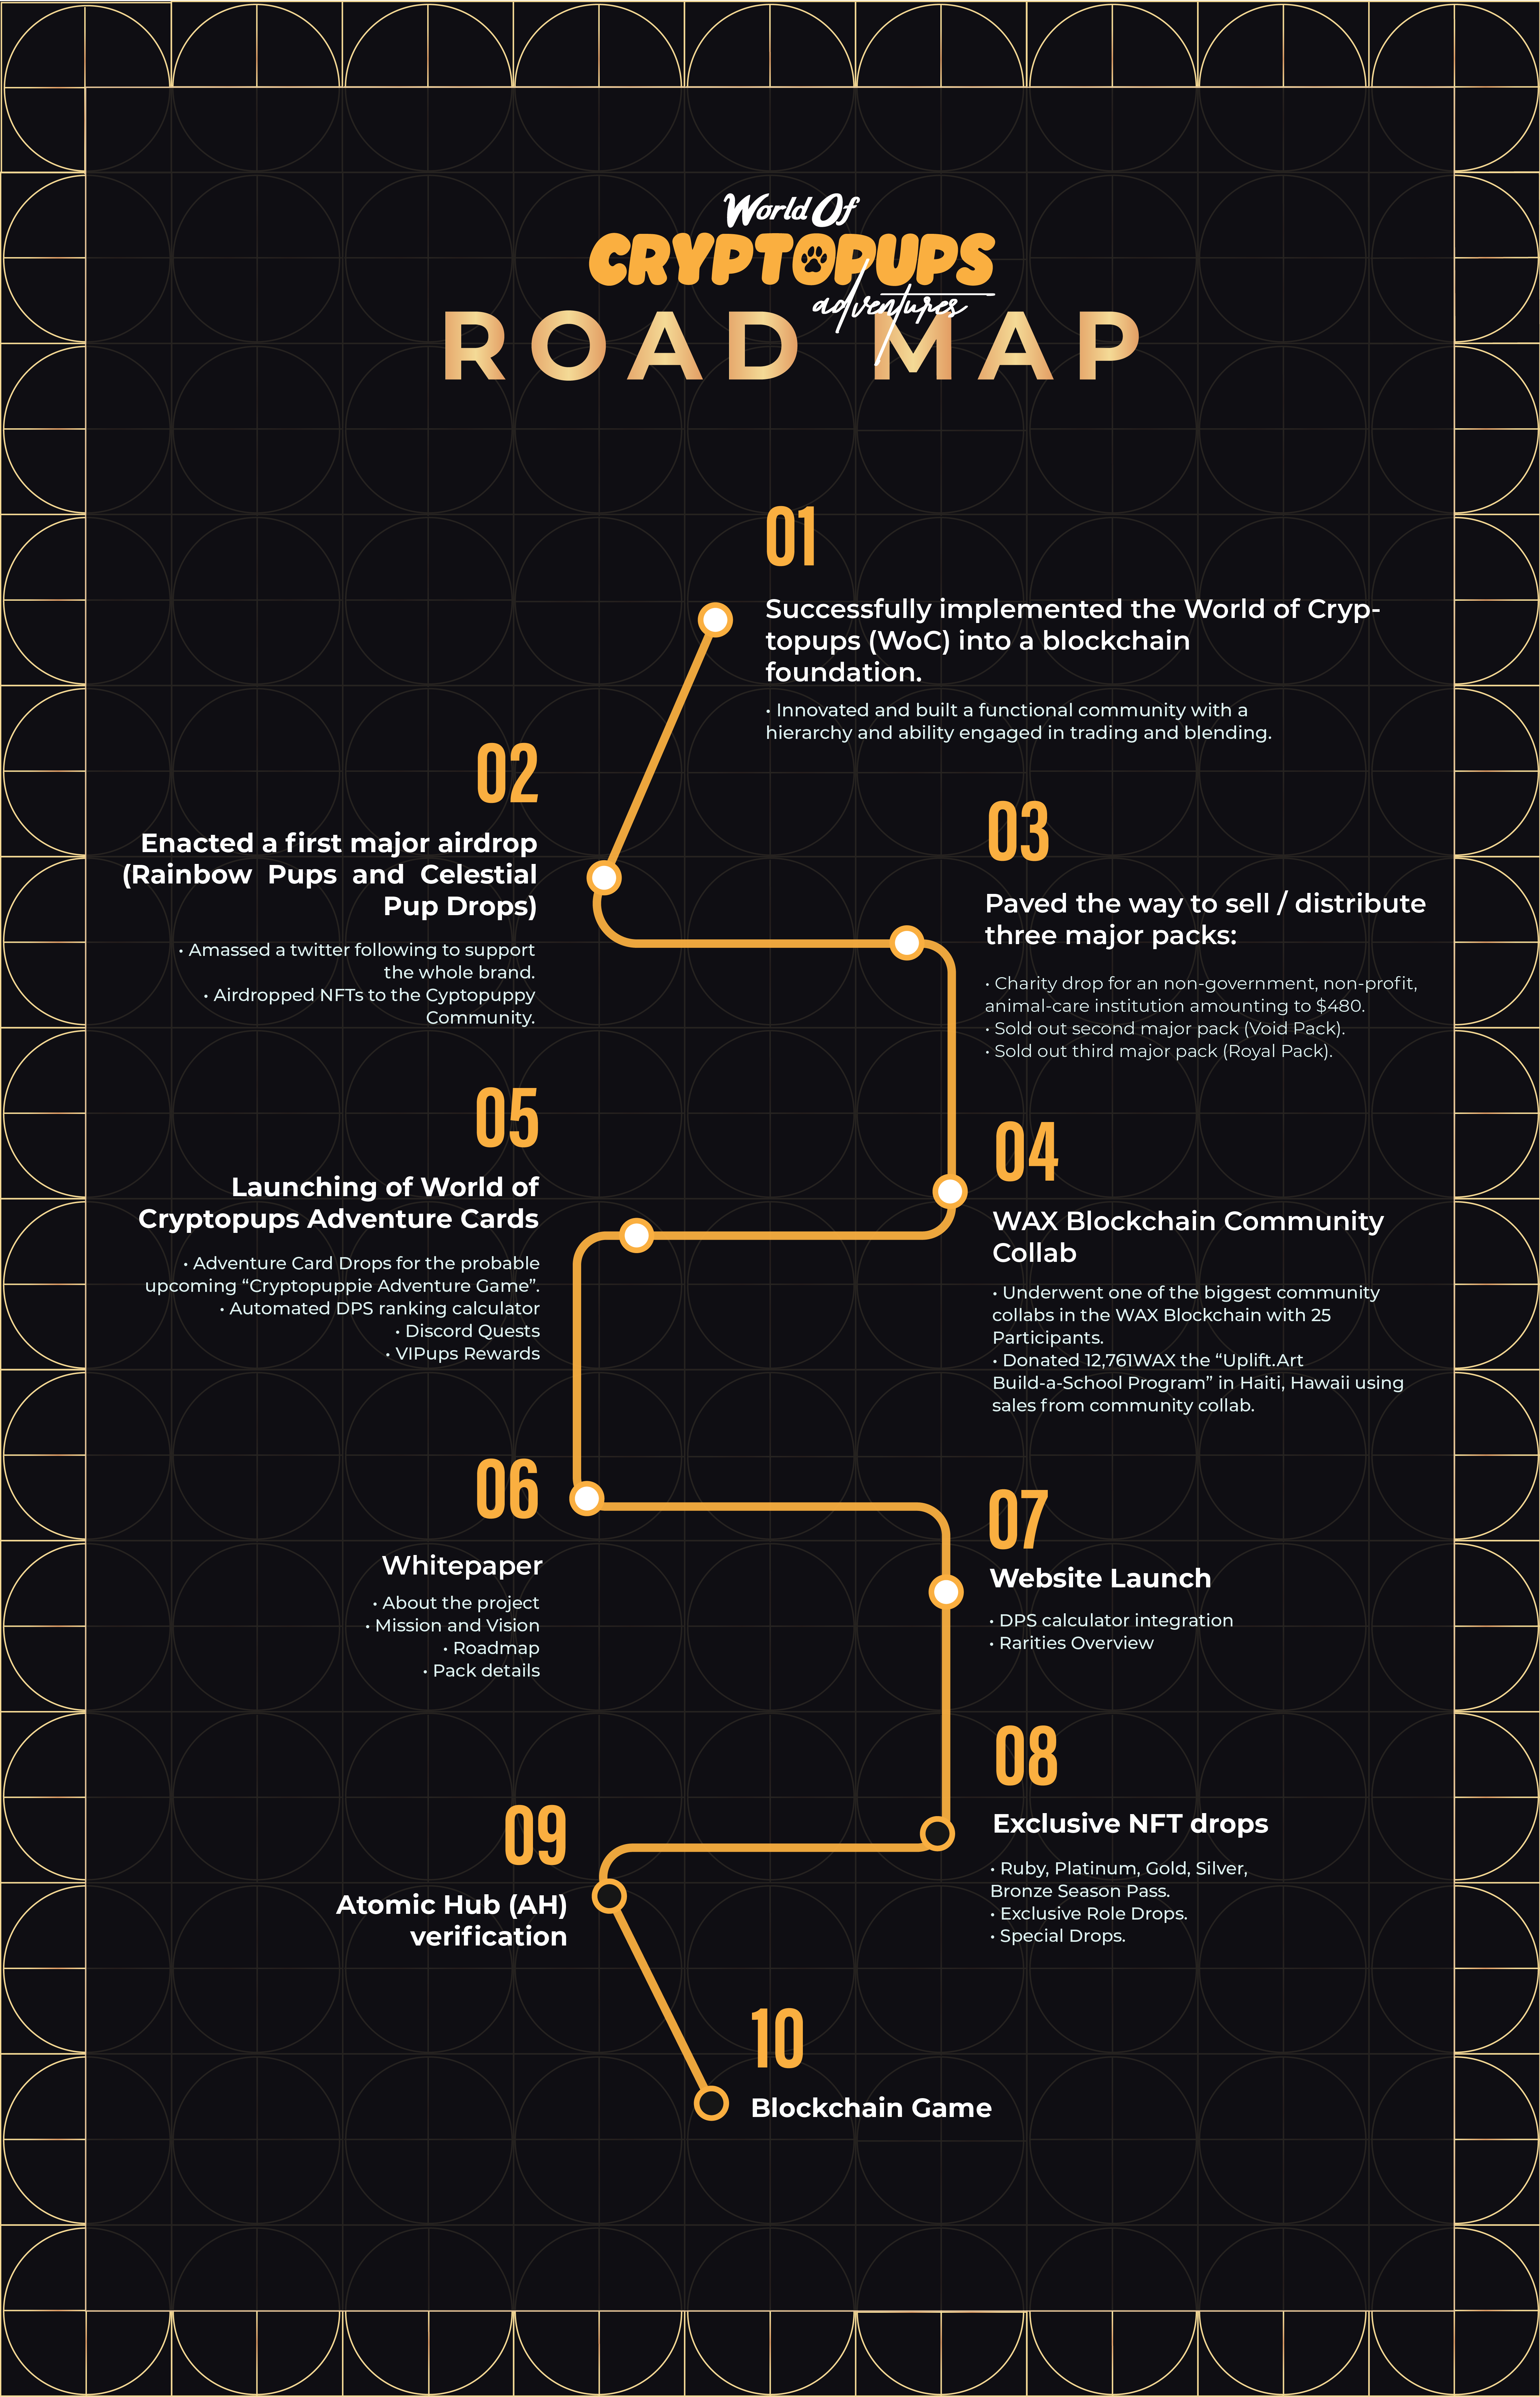 World Of
CRYPTOPUPS
adventures
ROAD MAP
01
Successfully implemented the World of Cryp-
topups (WoC) into a blockchain
foundation.
• Innovated and built a functional community with a
hierarchy and ability engaged in trading and blending.
02
Enacted a first major airdrop
(Rainbow Pups and Celestial
Pup Drops)
• Amassed a twitter following to support
the whole brand.
• Airdropped NFTs to the Cyptopuppy
Community.
03
Paved the way to sell / distribute
three major packs:
• Charity drop for an non-government, non-profit,
animal-care institution amounting to $480.
• Sold out second major pack (Void Pack).
• Sold out third major pack (Royal Pack).
04
WAX Blockchain Community
Collab
• Underwent one of the biggest community
collabs in the WAX Blockchain with 25
Participants.
• Donated 12,761WAX the “Uplift.Art
Build-a-School Program” in Haiti, Hawaii using
sales from community collab.
05
Launching of World of
Cryptopups Adventure Cards
• Adventure Card Drops for the probable
upcoming “Cryptopuppie Adventure Game”.
• Automated DPS ranking calculator
• Discord Quests
• VIPups Rewards
06
Whitepaper
• About the project
• Mission and Vision
• Roadmap
• Pack details
07
Website Launch
• DPS calculator integration
• Rarities Overview
08
Exclusive NFT drops
• Ruby, Platinum, Gold, Silver,
Bronze Season Pass.
• Exclusive Role Drops.
• Special Drops.
09
Atomic Hub (AH)
verification
10
Blockchain Game